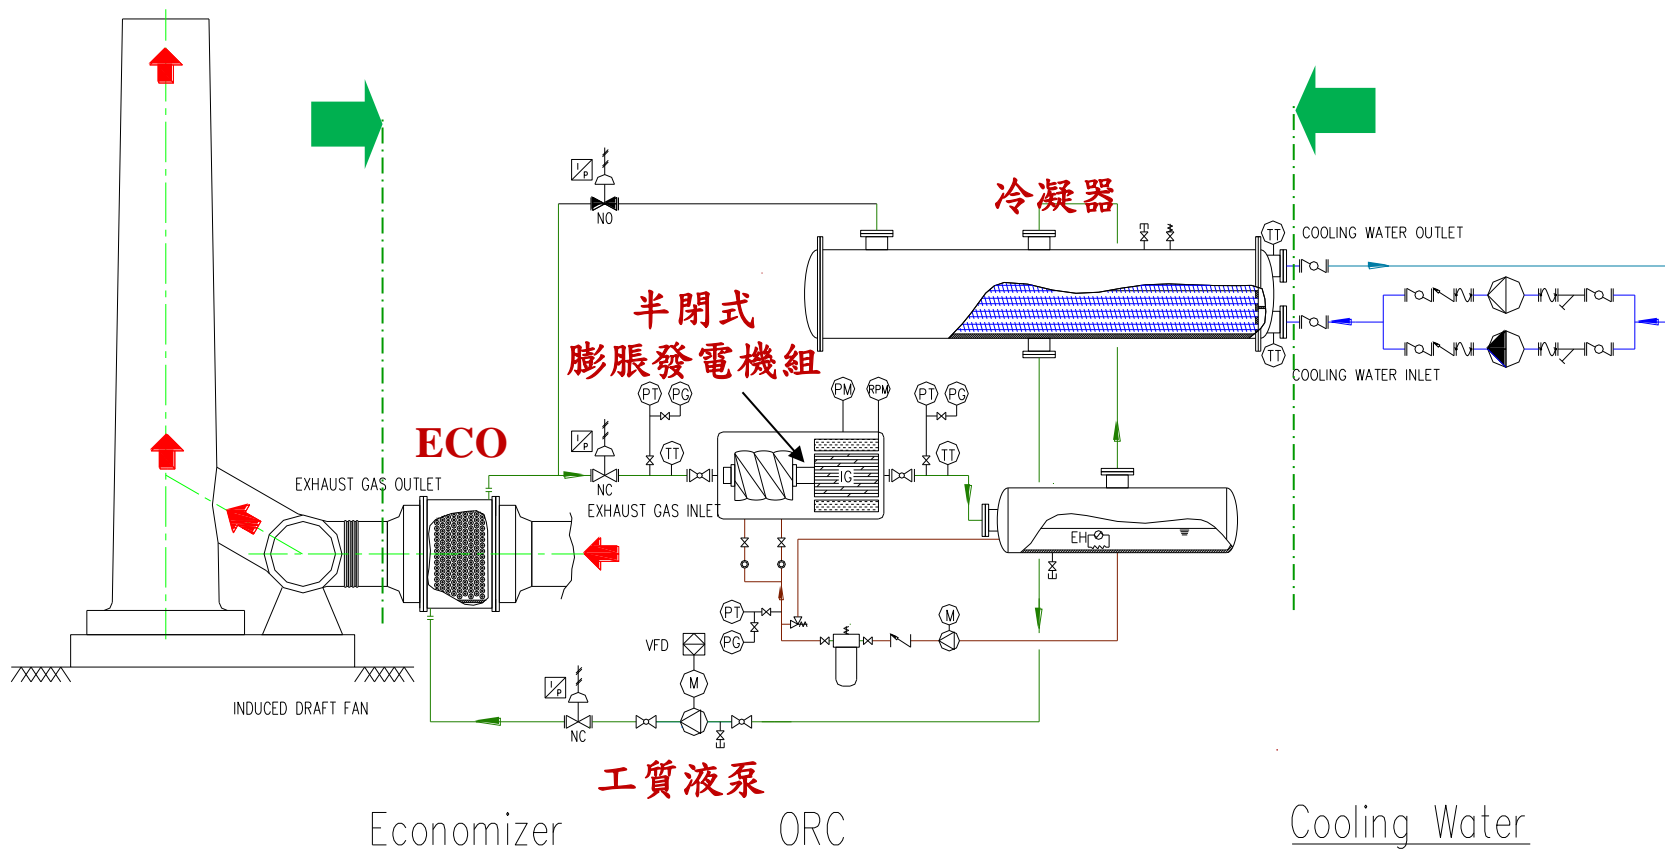 I/P
NO
冷凝器
TT
COOLING WATER OUTLET
半閉式
膨脹發電機組
TT
COOLING WATER INLET
PT
PG
PM
RPM
PT
PG
ECO
I/P
NC
TT
IG
TT
EXHAUST GAS OUTLET
EXHAUST GAS INLET
EH
PT
PG
M
VFD
M
I/P
NC
INDUCED DRAFT FAN
工質液泵
Economizer
ORC
Cooling Water